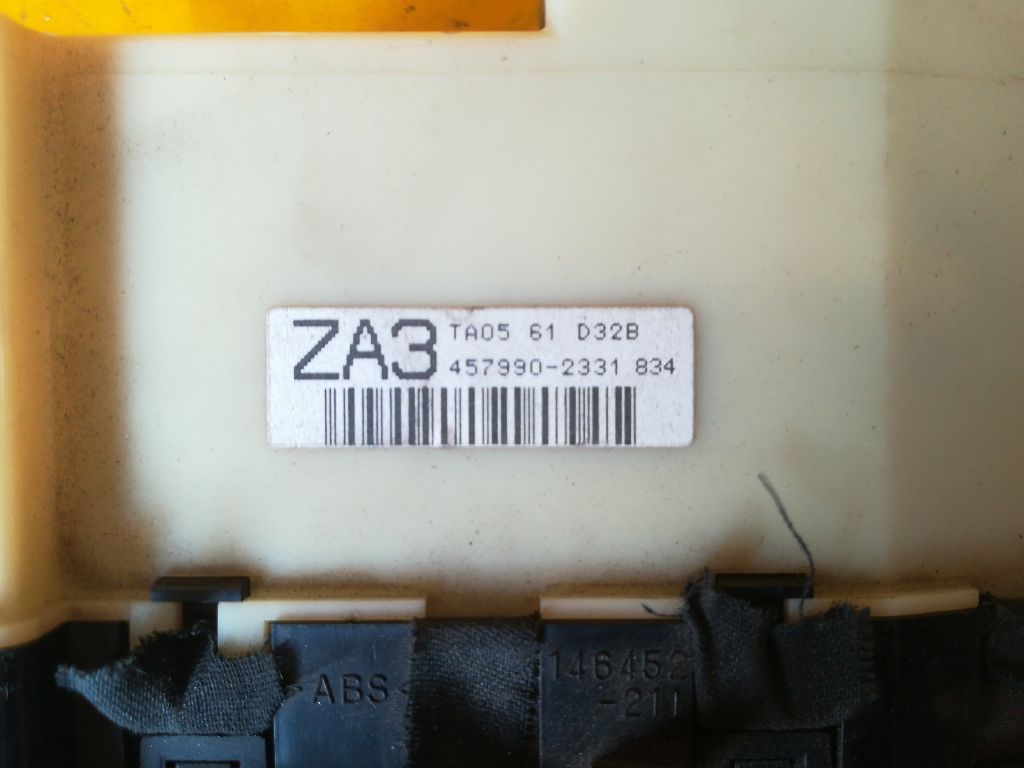 ZA3
TA05 61 D32B
457990-2331 834
>ABS<
146452
-211